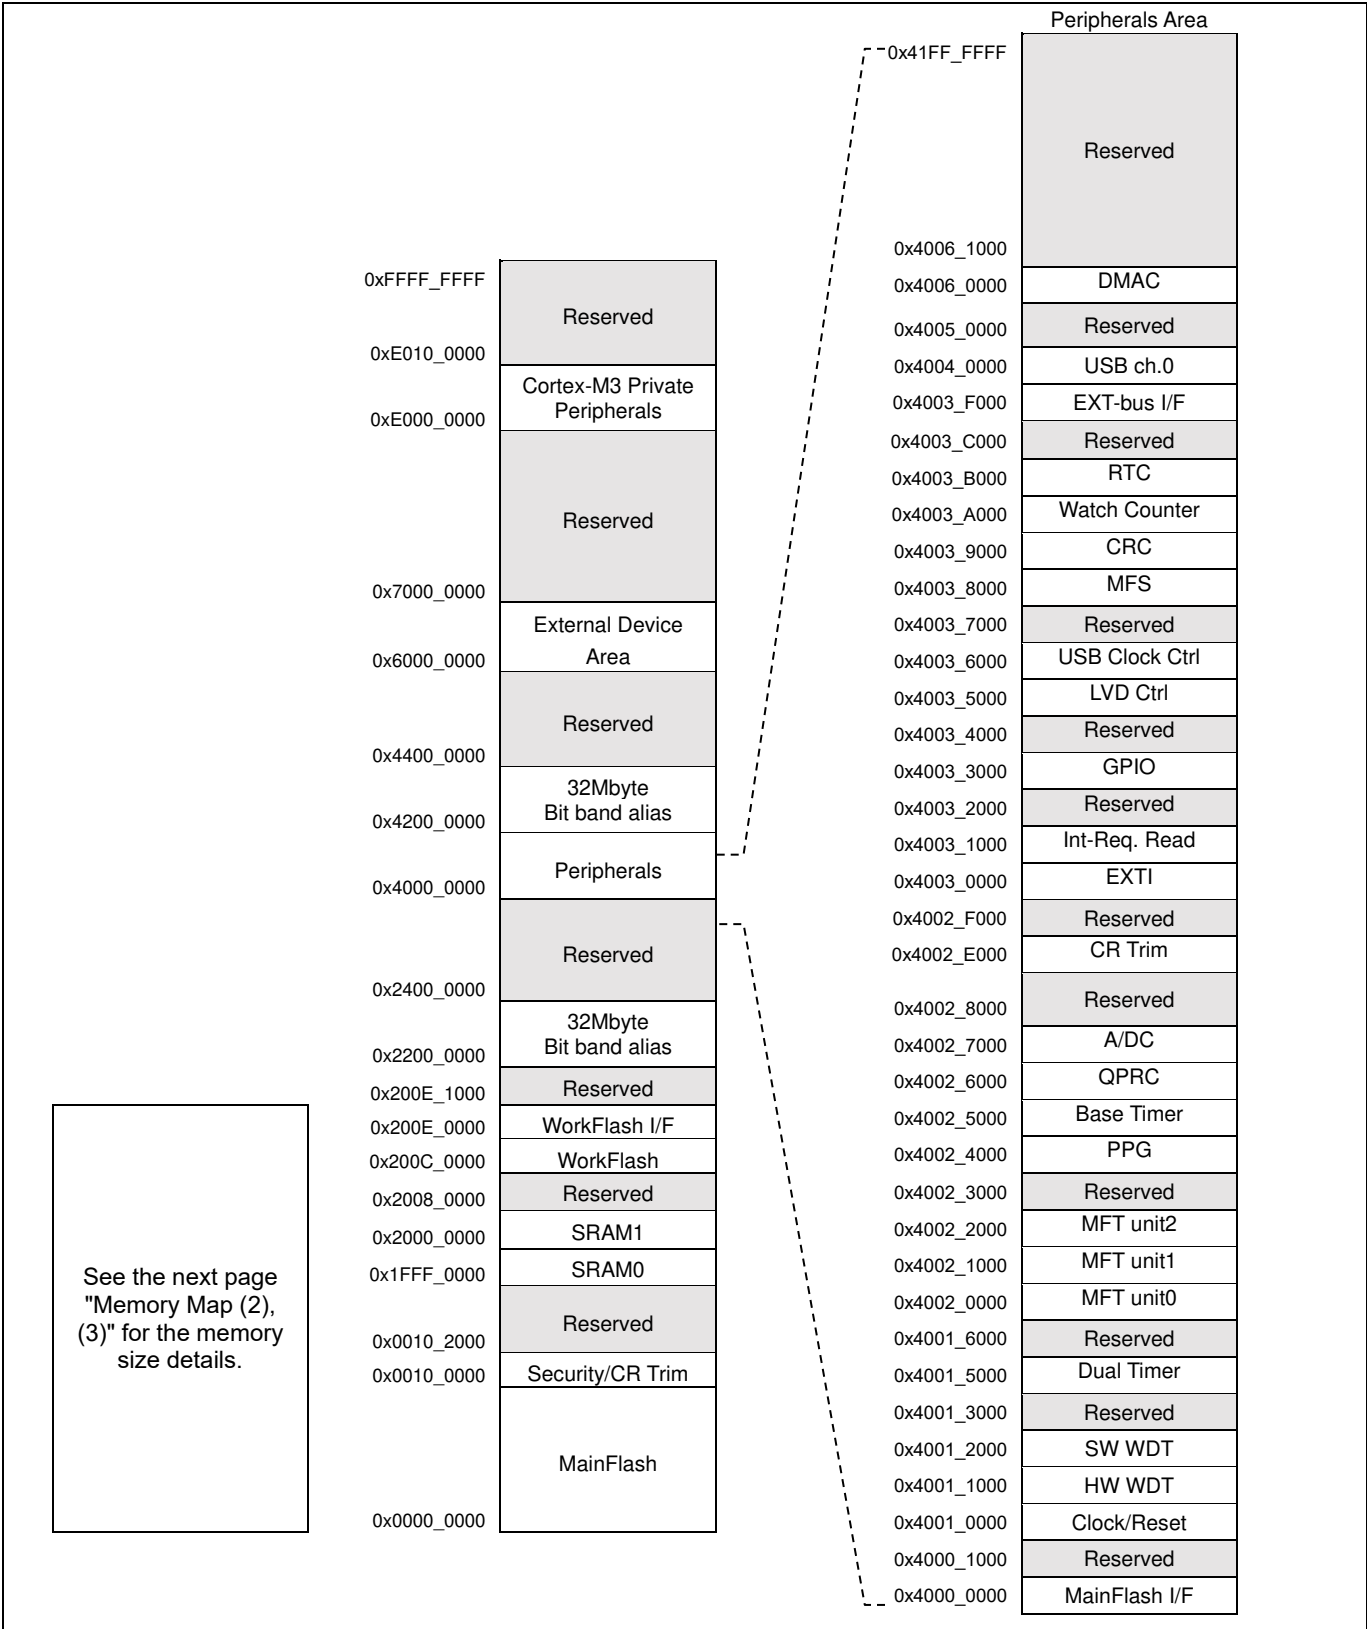 Peripherals Area
0x41FF_FFFF
Reserved
0x4006_1000
0x4006_0000 DMAC
0x4005_0000 Reserved
0x4004_0000 USB ch.0
0x4003_F000 EXT-bus I/F
0x4003_C000 Reserved
0x4003_B000 RTC
0x4003_A000 Watch Counter
0x4003_9000 CRC
0x4003_8000 MFS
0x4003_7000 Reserved
0x4003_6000 USB Clock Ctrl
0x4003_5000 LVD Ctrl
0x4003_4000 Reserved
0x4003_3000 GPIO
0x4003_2000 Reserved
0x4003_1000 Int-Req. Read
0x4003_0000 EXTI
0x4002_F000 Reserved
0x4002_E000 CR Trim
Reserved
0x4002_8000
0x4002_7000 A/DC
0x4002_6000 QPRC
0x4002_5000 Base Timer
0x4002_4000 PPG
0x4002_3000 Reserved
0x4002_2000 MFT unit2
0x4002_1000 MFT unit1
0x4002_0000 MFT unit0
0x4001_6000 Reserved
0x4001_5000 Dual Timer
0x4001_3000 Reserved
0x4001_2000 SW WDT
0x4001_1000 HW WDT
0x4001_0000 Clock/Reset
0x4000_1000 Reserved
0x4000_0000 MainFlash I/F
0xFFFF_FFFF
Reserved
0xE010_0000
Cortex-M3 Private
Peripherals
0xE000_0000
Reserved
0x7000_0000
External Device
Area
0x6000_0000
Reserved
0x4400_0000
32Mbyte
Bit band alias
0x4200_0000
Peripherals
0x4000_0000
Reserved
0x2400_0000
32Mbyte
Bit band alias
0x2200_0000
0x200E_1000 Reserved
0x200E_0000 WorkFlash I/F
0x200C_0000 WorkFlash
0x2008_0000 Reserved
0x2000_0000 SRAM1
0x1FFF_0000 SRAM0
Reserved
0x0010_2000
0x0010_0000 Security/CR Trim
MainFlash
0x0000_0000
See the next page
"Memory Map (2),
(3)" for the memory
size details.